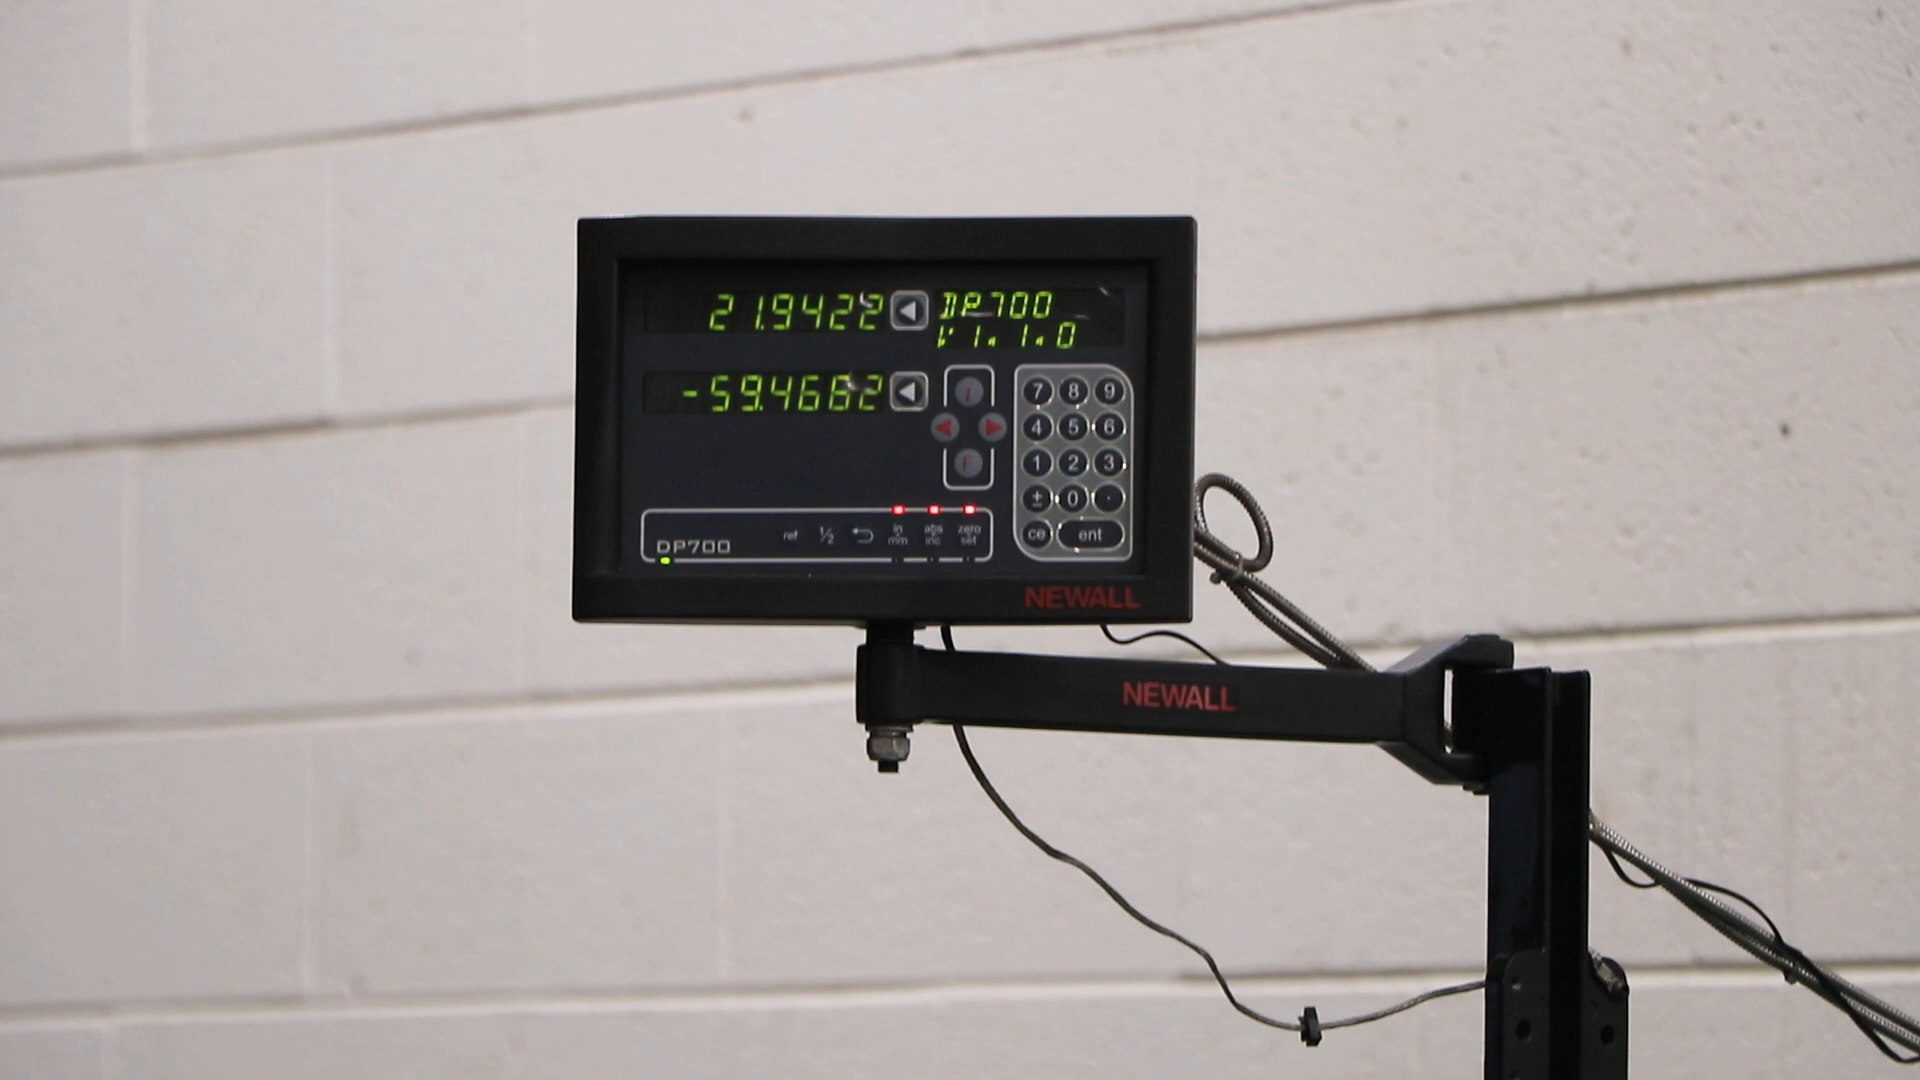 21.9422
DP700
V1.1.0
-59.4662
7 8 9
4 5 6
1 2 3
± 0 .
ce ent
i
F
ref ½ in mm abs inc zero set
DP700
NEWALL
NEWALL